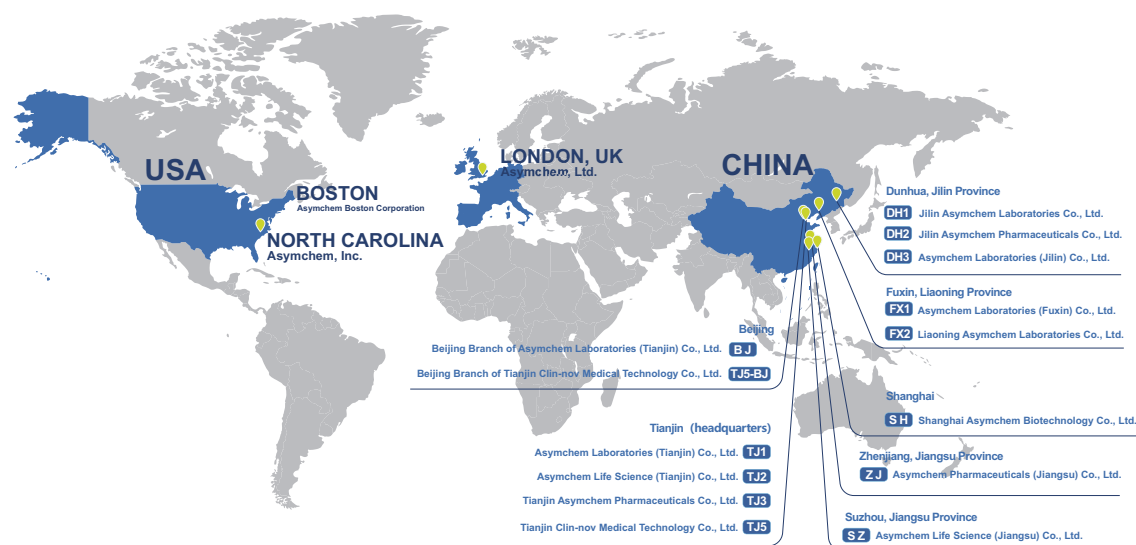 USA
BOSTON
Asymchem Boston Corporation
NORTH CAROLINA
Asymchem, Inc.
LONDON, UK
Asymchem, Ltd.
CHINA
Dunhua, Jilin Province
DH1 Jilin Asymchem Laboratories Co., Ltd.
DH2 Jilin Asymchem Pharmaceuticals Co., Ltd.
DH3 Asymchem Laboratories (Jilin) Co., Ltd.
Fuxin, Liaoning Province
FX1 Asymchem Laboratories (Fuxin) Co., Ltd.
FX2 Liaoning Asymchem Laboratories Co., Ltd.
Beijing
Beijing Branch of Asymchem Laboratories (Tianjin) Co., Ltd. BJ
Beijing Branch of Tianjin Clin-nov Medical Technology Co., Ltd. TJ5-BJ
Shanghai
SH Shanghai Asymchem Biotechnology Co., Ltd.
Tianjin (headquarters)
Asymchem Laboratories (Tianjin) Co., Ltd. TJ1
Asymchem Life Science (Tianjin) Co., Ltd. TJ2
Tianjin Asymchem Pharmaceuticals Co., Ltd. TJ3
Tianjin Clin-nov Medical Technology Co., Ltd. TJ5
Zhenjiang, Jiangsu Province
ZJ Asymchem Pharmaceuticals (Jiangsu) Co., Ltd.
Suzhou, Jiangsu Province
SZ Asymchem Life Science (Jiangsu) Co., Ltd.